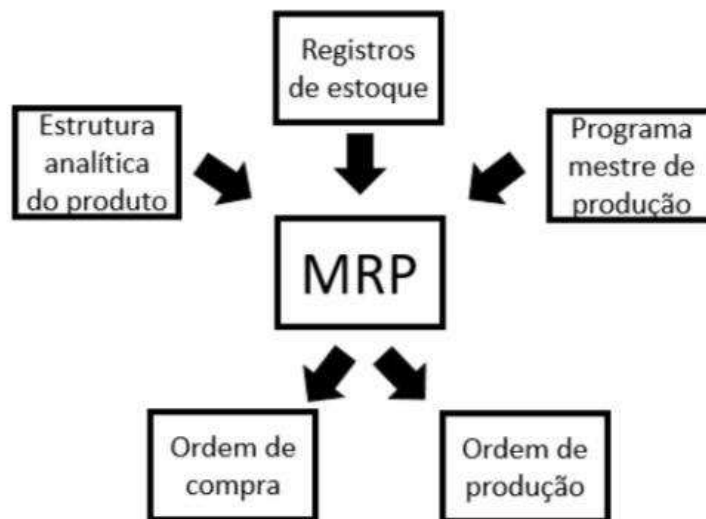 Registros
de estoque
Estrutura
analítica
do produto
Programa
mestre de
produção
MRP
Ordem de
compra
Ordem de
produção